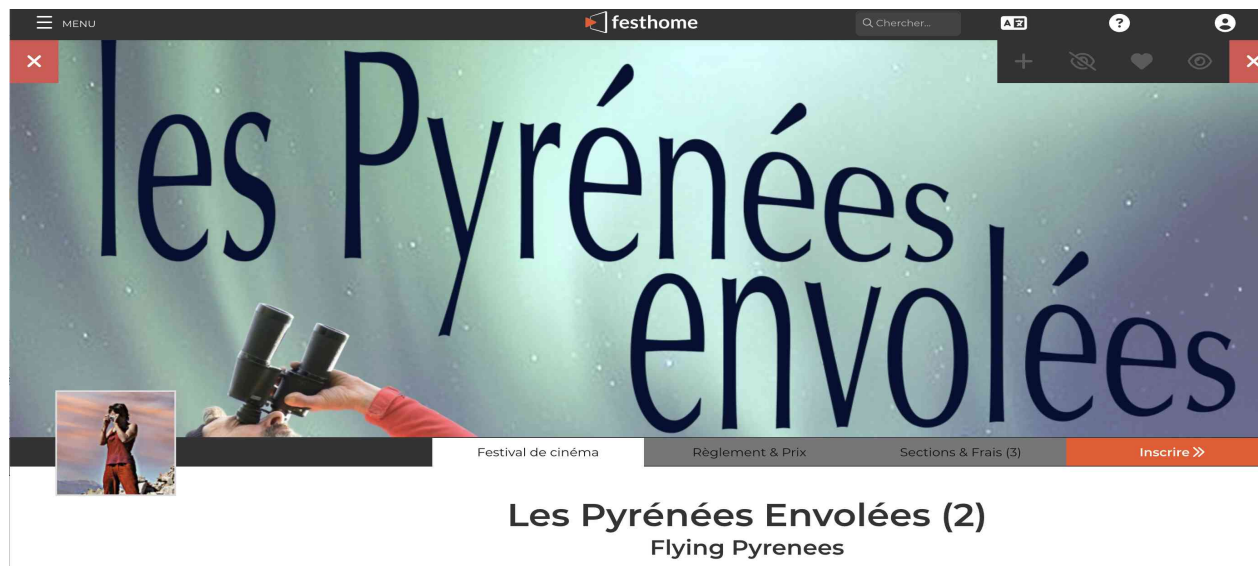 MENU
festhome
Chercher...
les Pyrénées
envolées
Festival de cinéma
Règlement & Prix
Sections & Frais (3)
Inscrire
Les Pyrénées Envolées (2)
Flying Pyrenees